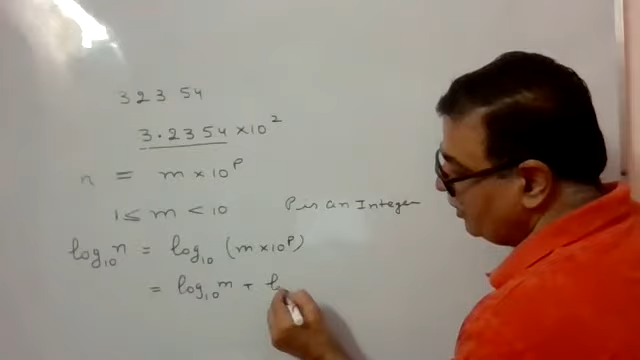 323 54
3.2354 × 10²
n = m × 10ᵖ
1 ≤ m < 10 P is an Integer
log₁₀ n = log₁₀ (m × 10ᵖ)
= log₁₀ m + l